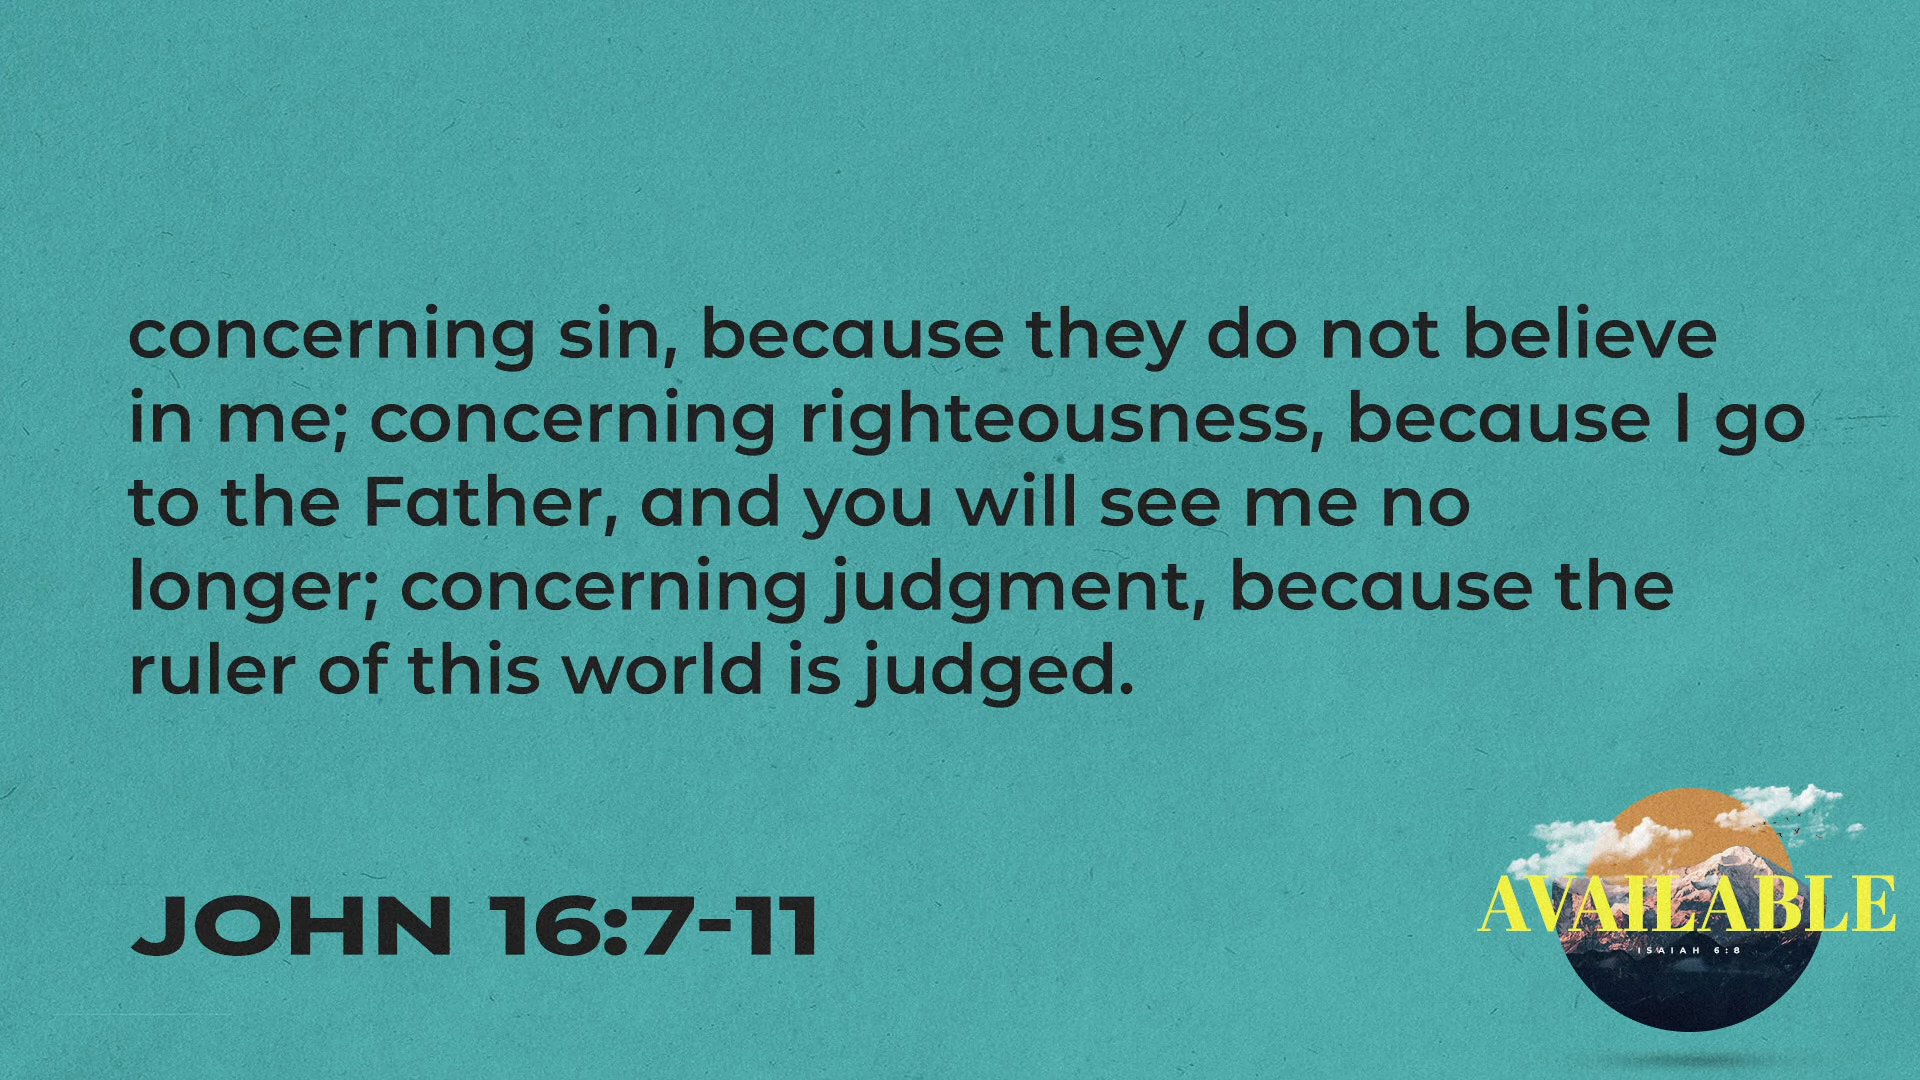 concerning sin, because they do not believe
in me; concerning righteousness, because I go
to the Father, and you will see me no
longer; concerning judgment, because the
ruler of this world is judged.
JOHN 16:7-11
AVAILABLE
ISAIAH 6:8